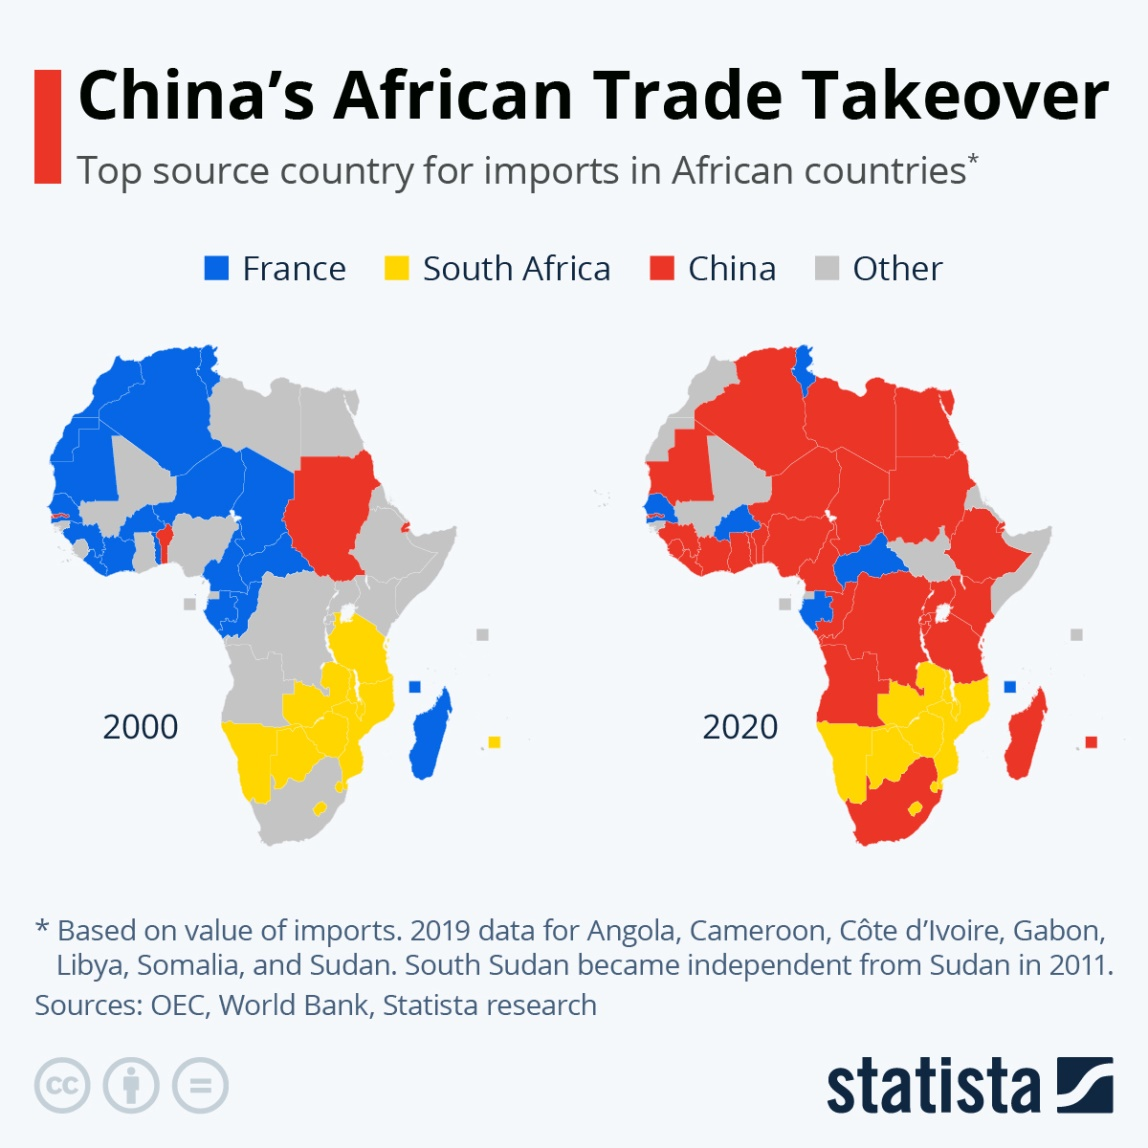 China’s African Trade Takeover
Top source country for imports in African countries*
France
South Africa
China
Other
2000
2020
* Based on value of imports. 2019 data for Angola, Cameroon, Côte d’Ivoire, Gabon,
Libya, Somalia, and Sudan. South Sudan became independent from Sudan in 2011.
Sources: OEC, World Bank, Statista research
cc
=
statista